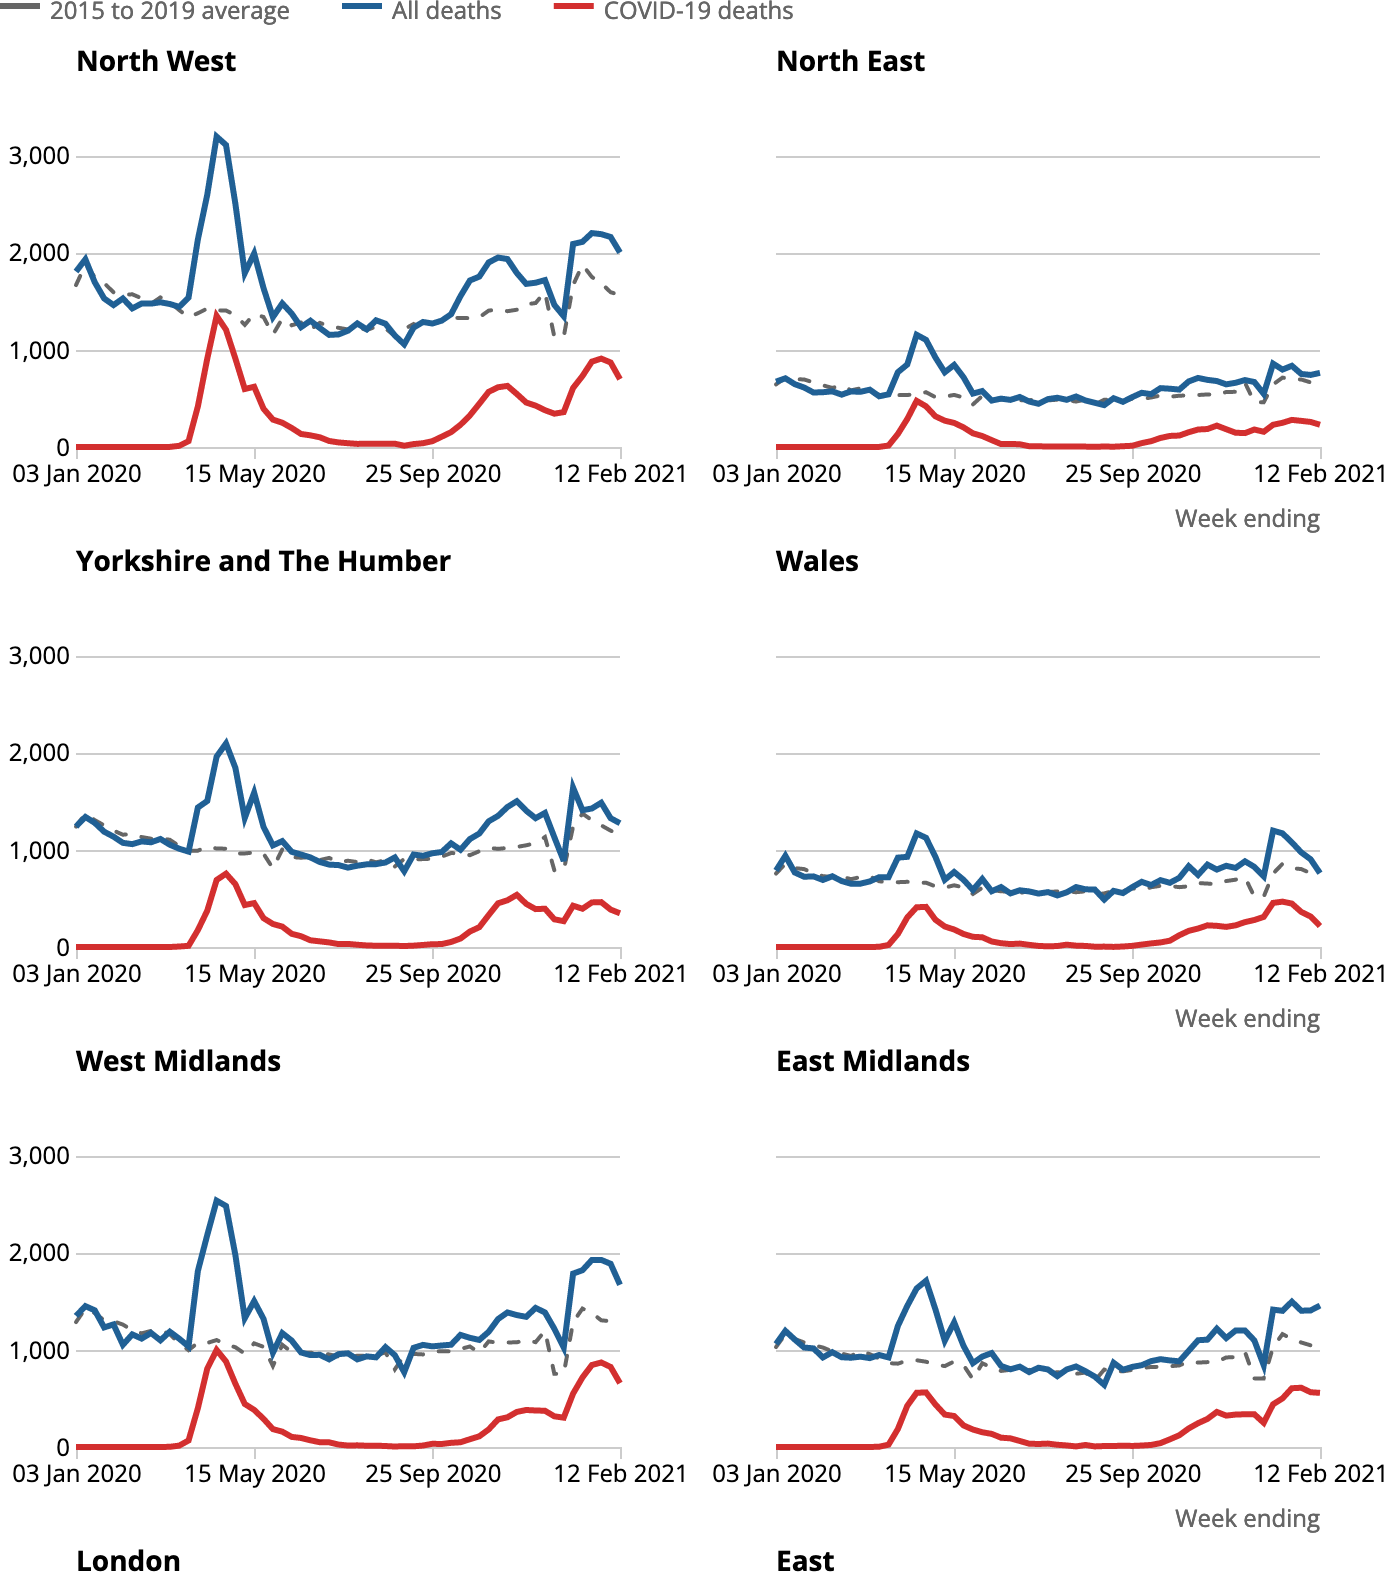 2015 to 2019 average All deaths COVID-19 deaths
North West North East
3,000
2,000
1,000
0
03 Jan 2020 15 May 2020 25 Sep 2020 12 Feb 2021 03 Jan 2020 15 May 2020 25 Sep 2020 12 Feb 2021
Week ending
Yorkshire and The Humber Wales
3,000
2,000
1,000
0
03 Jan 2020 15 May 2020 25 Sep 2020 12 Feb 2021 03 Jan 2020 15 May 2020 25 Sep 2020 12 Feb 2021
Week ending
West Midlands East Midlands
3,000
2,000
1,000
0
03 Jan 2020 15 May 2020 25 Sep 2020 12 Feb 2021 03 Jan 2020 15 May 2020 25 Sep 2020 12 Feb 2021
Week ending
London East